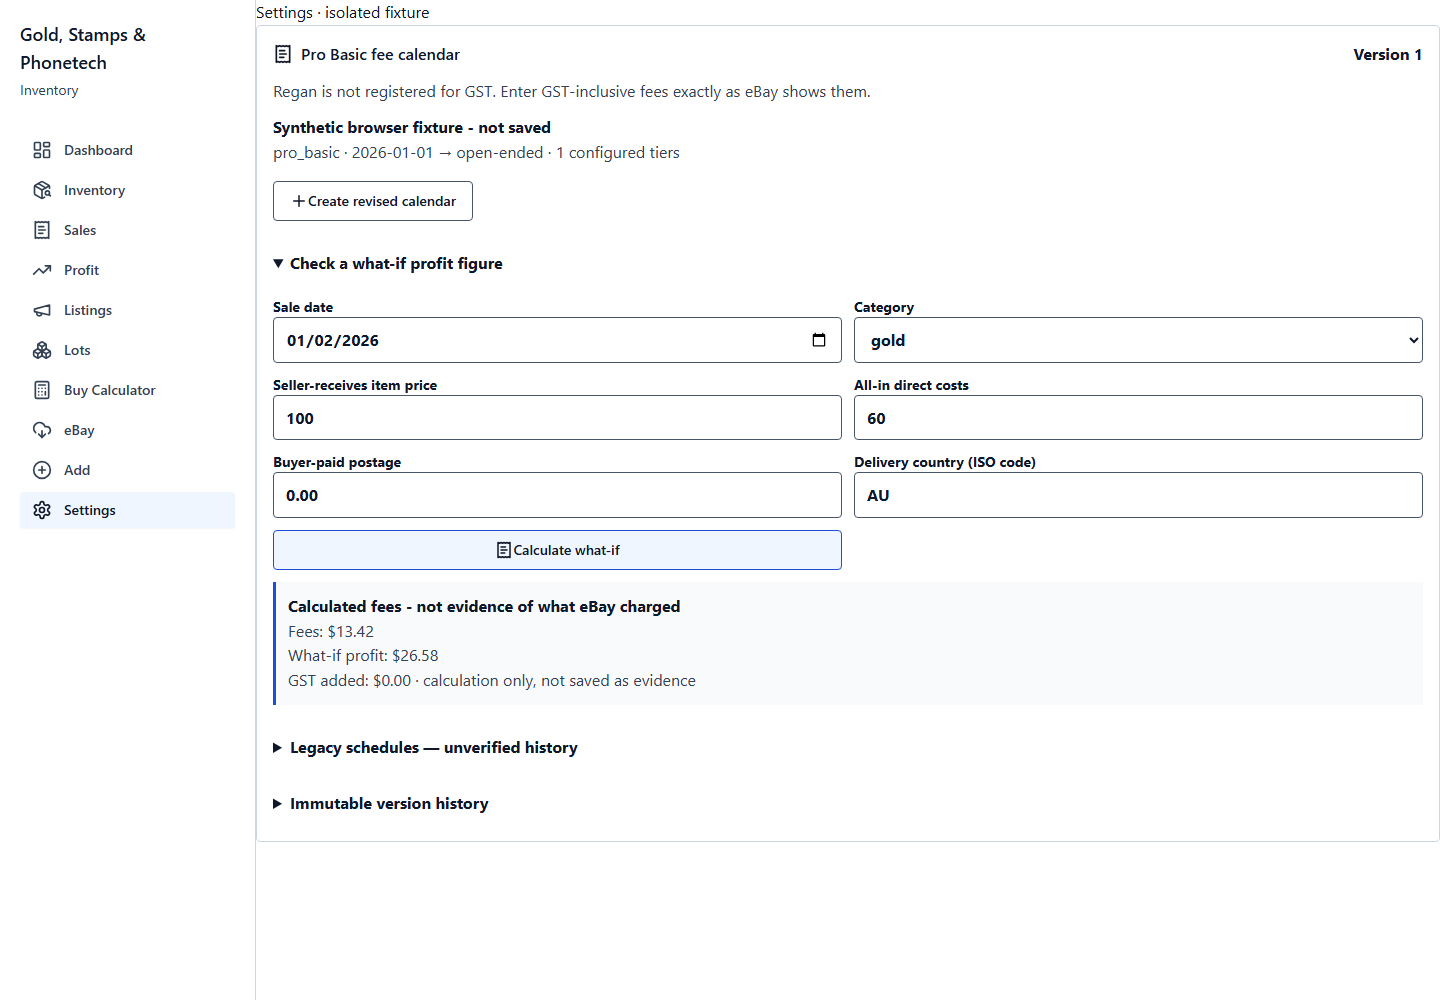 Gold, Stamps &
Phonetech
Inventory
Dashboard
Inventory
Sales
Profit
Listings
Lots
Buy Calculator
eBay
Add
Settings
Settings · isolated fixture
Pro Basic fee calendar
Version 1
Regan is not registered for GST. Enter GST-inclusive fees exactly as eBay shows them.
Synthetic browser fixture - not saved
pro_basic · 2026-01-01 → open-ended · 1 configured tiers
Create revised calendar
Check a what-if profit figure
Sale date
01/02/2026
Category
gold
Seller-receives item price
100
All-in direct costs
60
Buyer-paid postage
0.00
Delivery country (ISO code)
AU
Calculate what-if
Calculated fees - not evidence of what eBay charged
Fees: $13.42
What-if profit: $26.58
GST added: $0.00 · calculation only, not saved as evidence
Legacy schedules — unverified history
Immutable version history